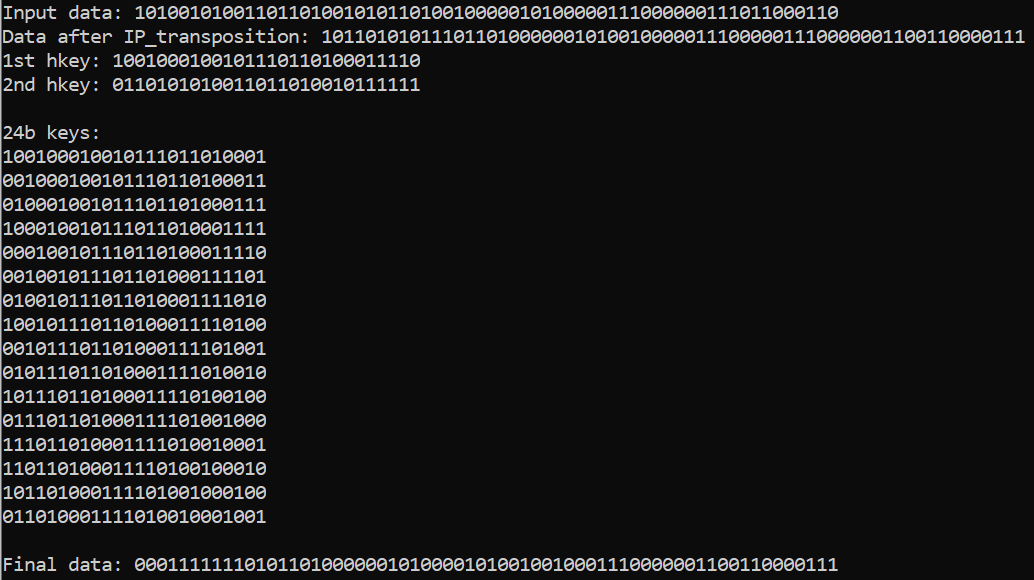 Input data: 1010010100110110100101011010010000010100000111000000111011000110
Data after IP_transposition: 1011010101110110100000010100100000111000001110000001100110000111
1st hkey: 1001000100101110110100011110
2nd hkey: 0110101010011011010010111111
24b keys:
100100010010111011010001
001000100101110110100011
010001001011101101000111
100010010111011010001111
000100101110110100011110
001001011101101000111101
010010111011010001111010
100101110110100011110100
001011101101000111101001
010111011010001111010010
101110110100011110100100
011101101000111101001000
111011010001111010010001
110110100011110100100010
101101000111101001000100
011010001111010010001001
Final data: 0001111111010110100000010100001010010010001110000001100110000111